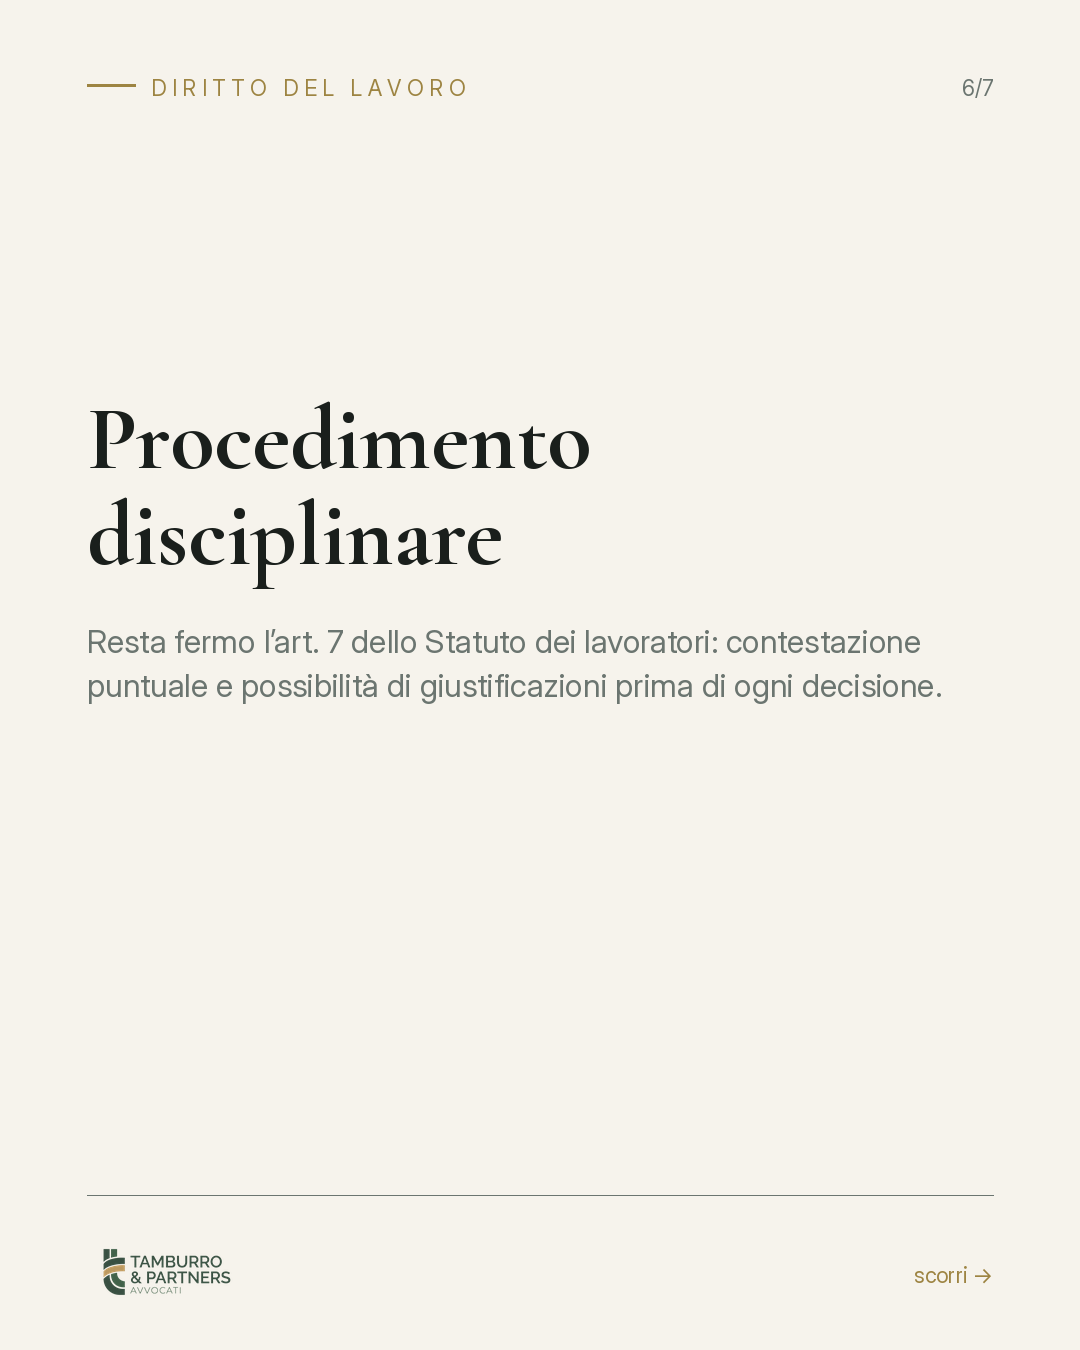 DIRITTO DEL LAVORO
6/7
Procedimento
disciplinare
Resta fermo l’art. 7 dello Statuto dei lavoratori: contestazione
puntuale e possibilità di giustificazioni prima di ogni decisione.
TAMBURRO
& PARTNERS
AVVOCATI
scorri →